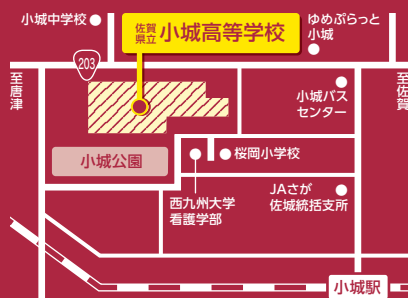 小城中学校
佐賀県立 小城高等学校
ゆめぷらっと
小城
203
至唐津
至佐賀
小城バス
センター
小城公園
桜岡小学校
西九州大学
看護学部
JAさが
佐城統括支所
小城駅